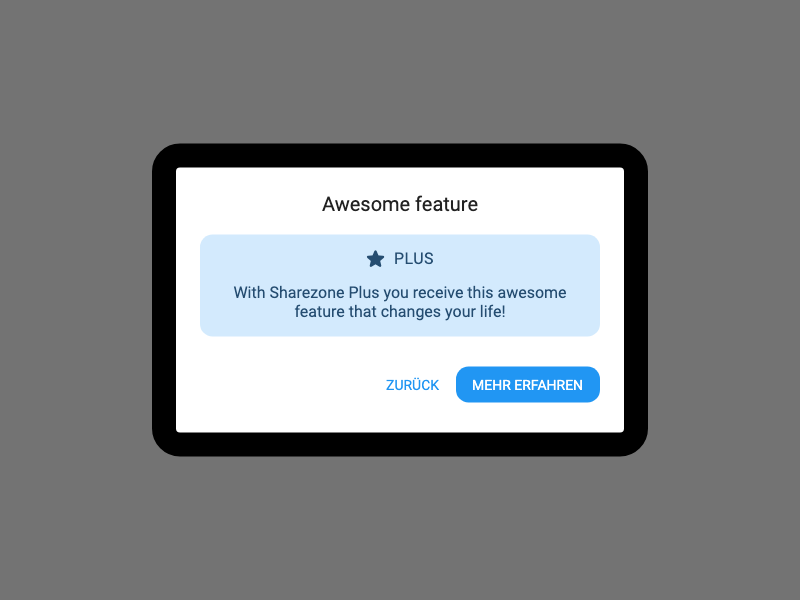 Awesome feature
PLUS
With Sharezone Plus you receive this awesome
feature that changes your life!
ZURÜCK
MEHR ERFAHREN